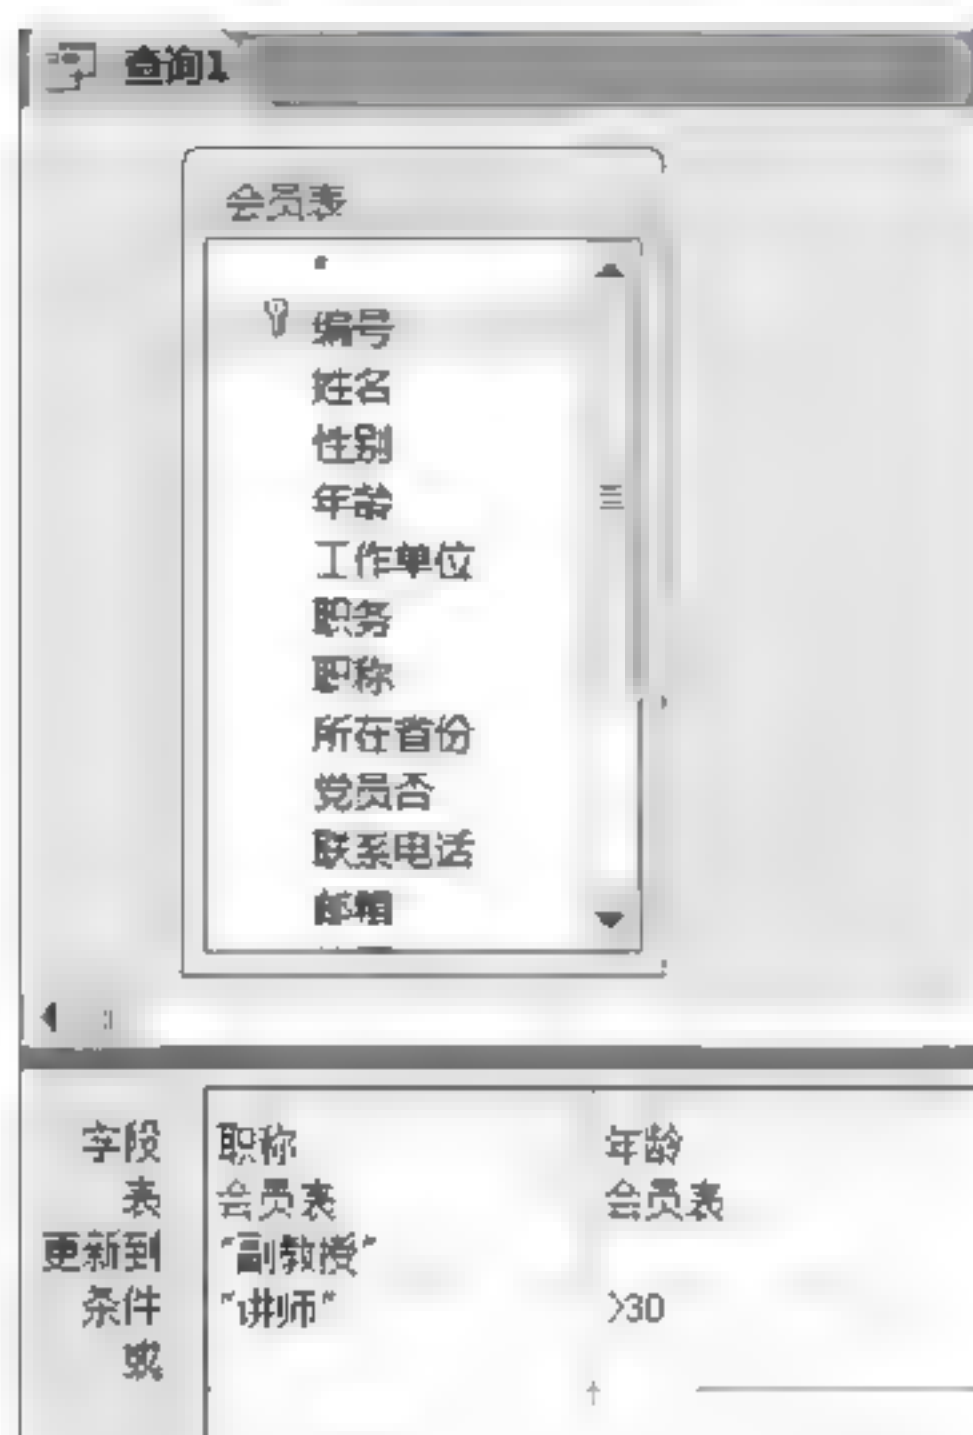 查询1
会员表
*
编号
姓名
性别
年龄
工作单位
职务
职称
所在省份
党员否
联系电话
邮箱
字段 职称 年龄
表 会员表 会员表
更新到 "副教授"
条件 "讲师" >30
或